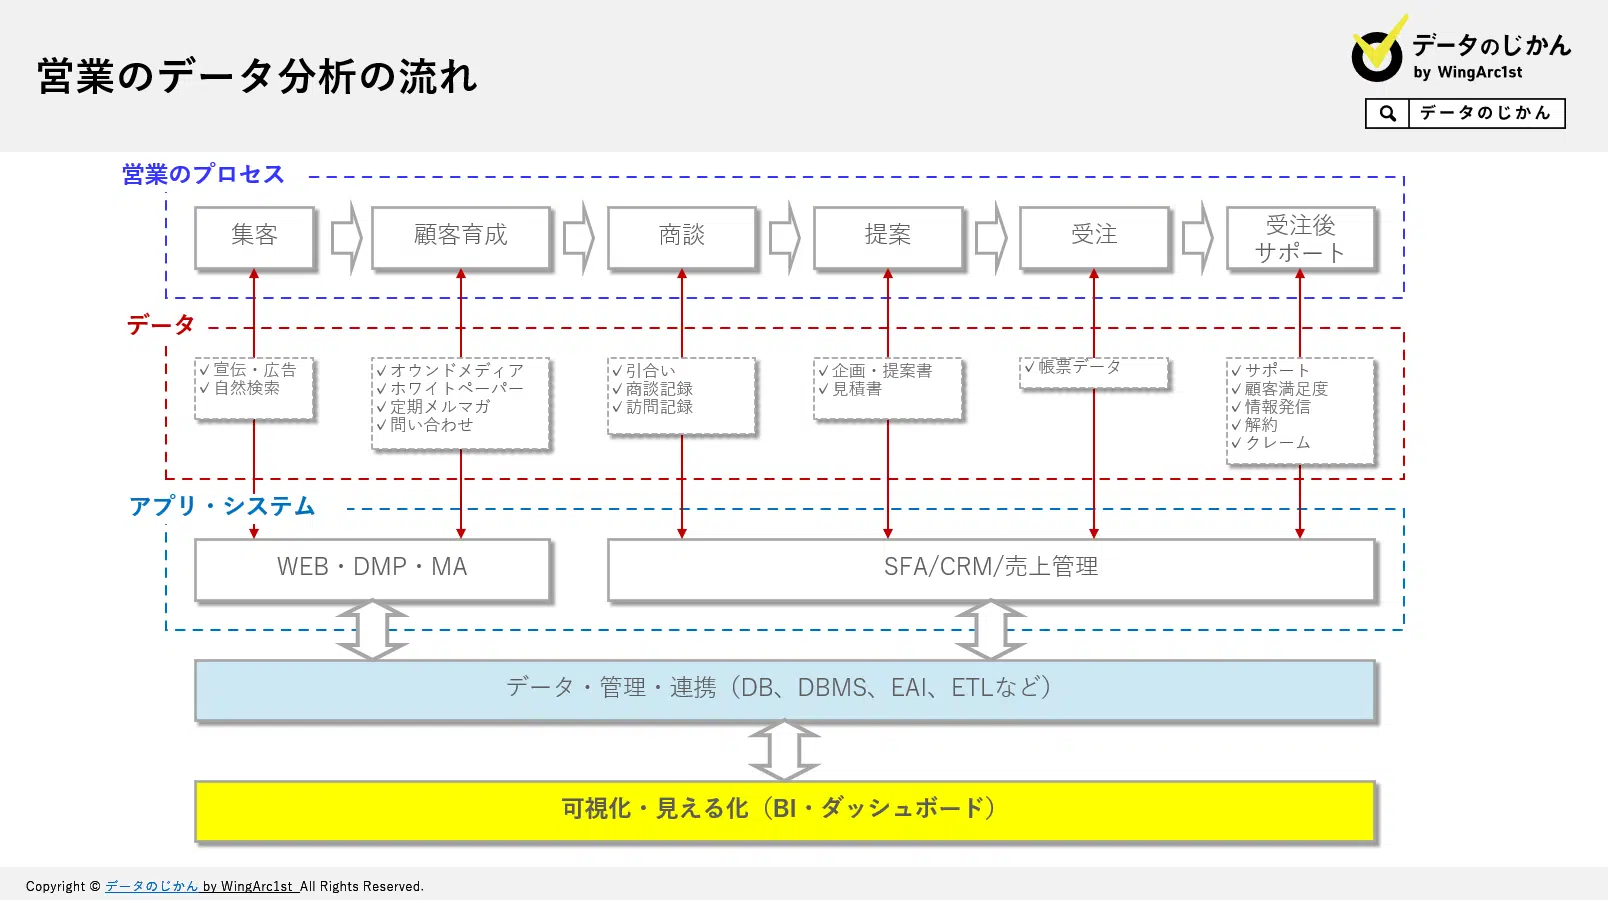 営業のデータ分析の流れ
データのじかん
by WingArc1st
データのじかん
営業のプロセス
集客
顧客育成
商談
提案
受注
受注後
サポート
データ
✓宣伝・広告
✓自然検索
✓オウンドメディア
✓ホワイトペーパー
✓定期メルマガ
✓問い合わせ
✓引合い
✓商談記録
✓訪問記録
✓企画・提案書
✓見積書
✓帳票データ
✓サポート
✓顧客満足度
✓情報発信
✓解約
✓クレーム
アプリ・システム
WEB・DMP・MA
SFA/CRM/売上管理
データ・管理・連携（DB、DBMS、EAI、ETLなど）
可視化・見える化（BI・ダッシュボード）
Copyright © データのじかん by WingArc1st All Rights Reserved.